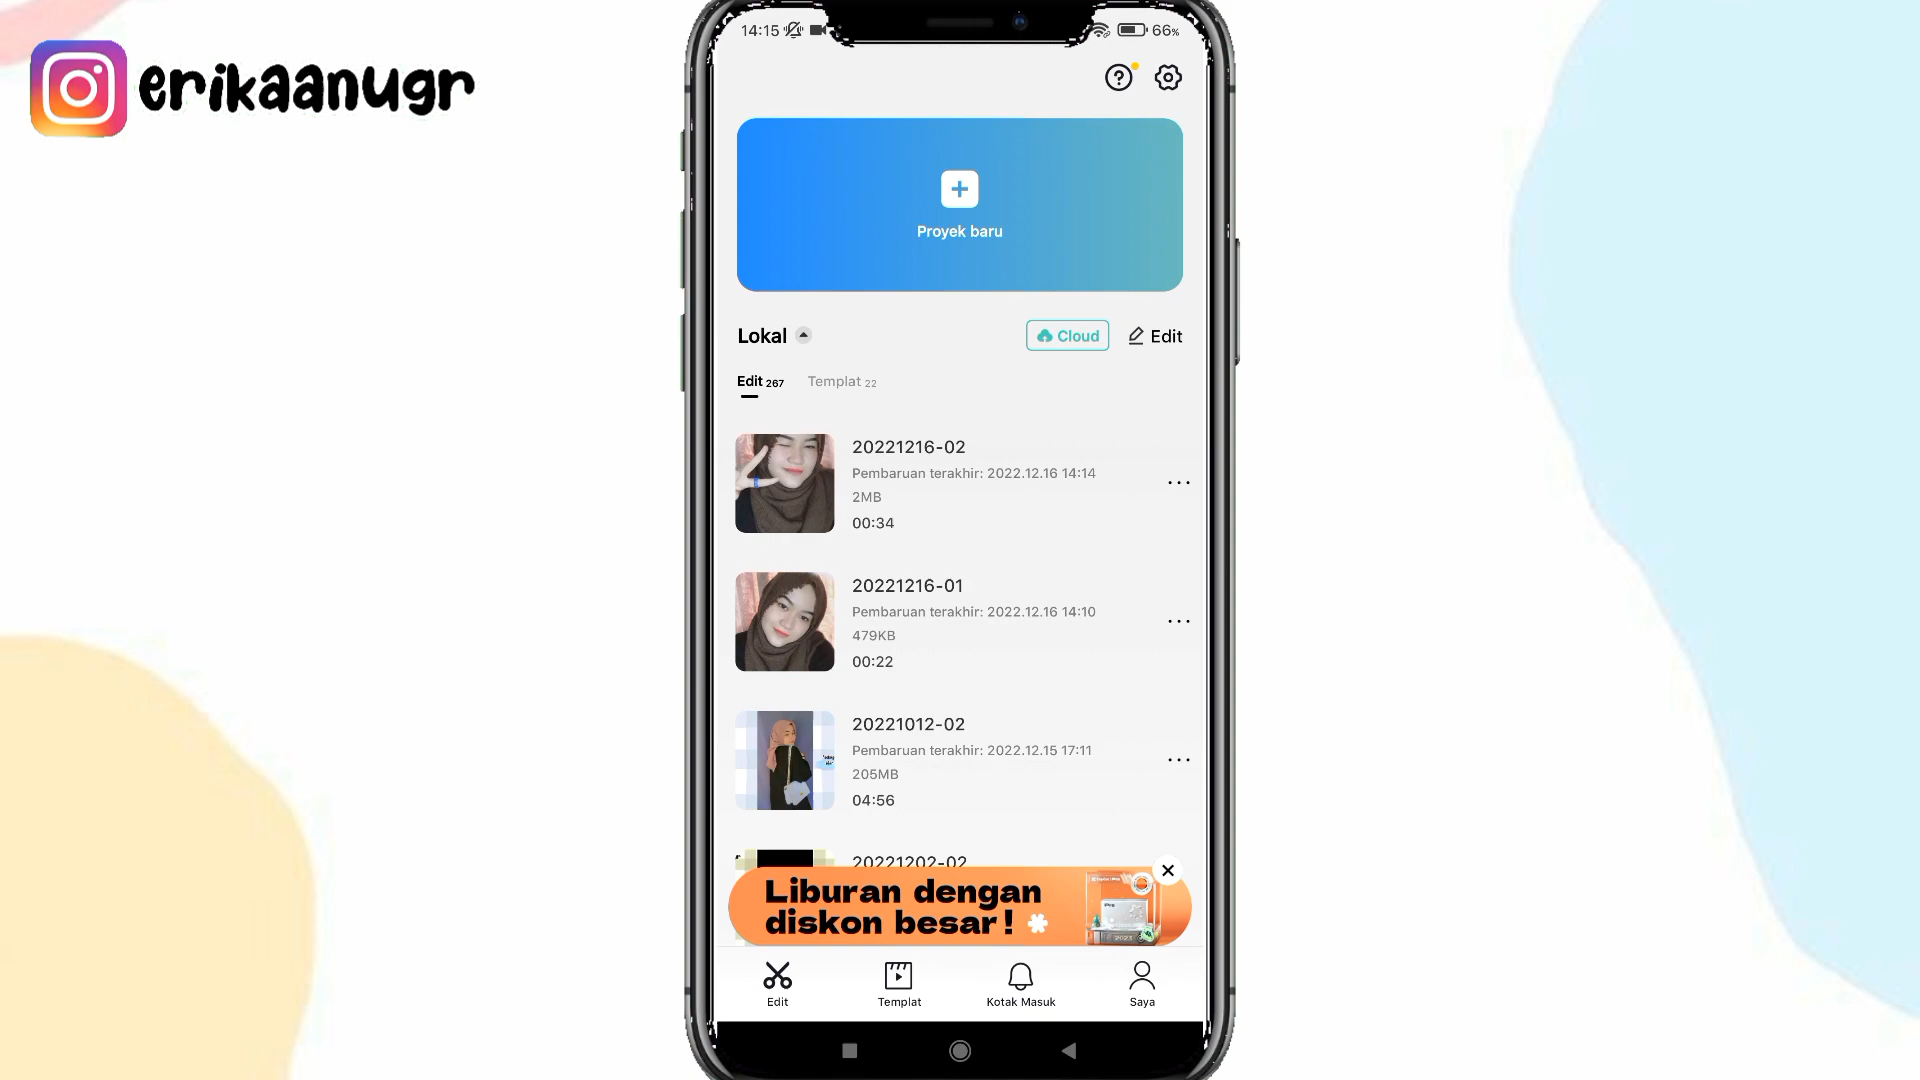 erikaanugr
14:15
66%
Proyek baru
Lokal
Cloud
Edit
Edit 267
Templat 22
20221216-02
Pembaruan terakhir: 2022.12.16 14:14
2MB
00:34
20221216-01
Pembaruan terakhir: 2022.12.16 14:10
479KB
00:22
20221012-02
Pembaruan terakhir: 2022.12.15 17:11
205MB
04:56
20221202-02
Liburan dengan
diskon besar!
2023
Edit
Templat
Kotak Masuk
Saya